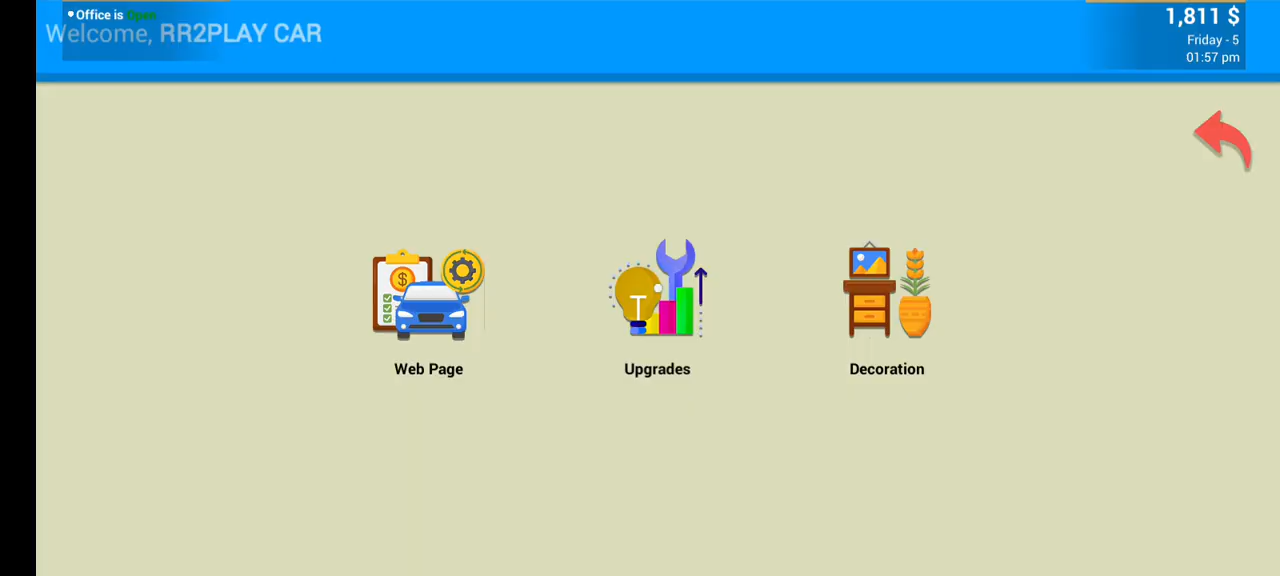 Office is Open
Welcome, RR2PLAY CAR
1,811 $
Friday - 5
01:57 pm
Web Page
Upgrades
Decoration